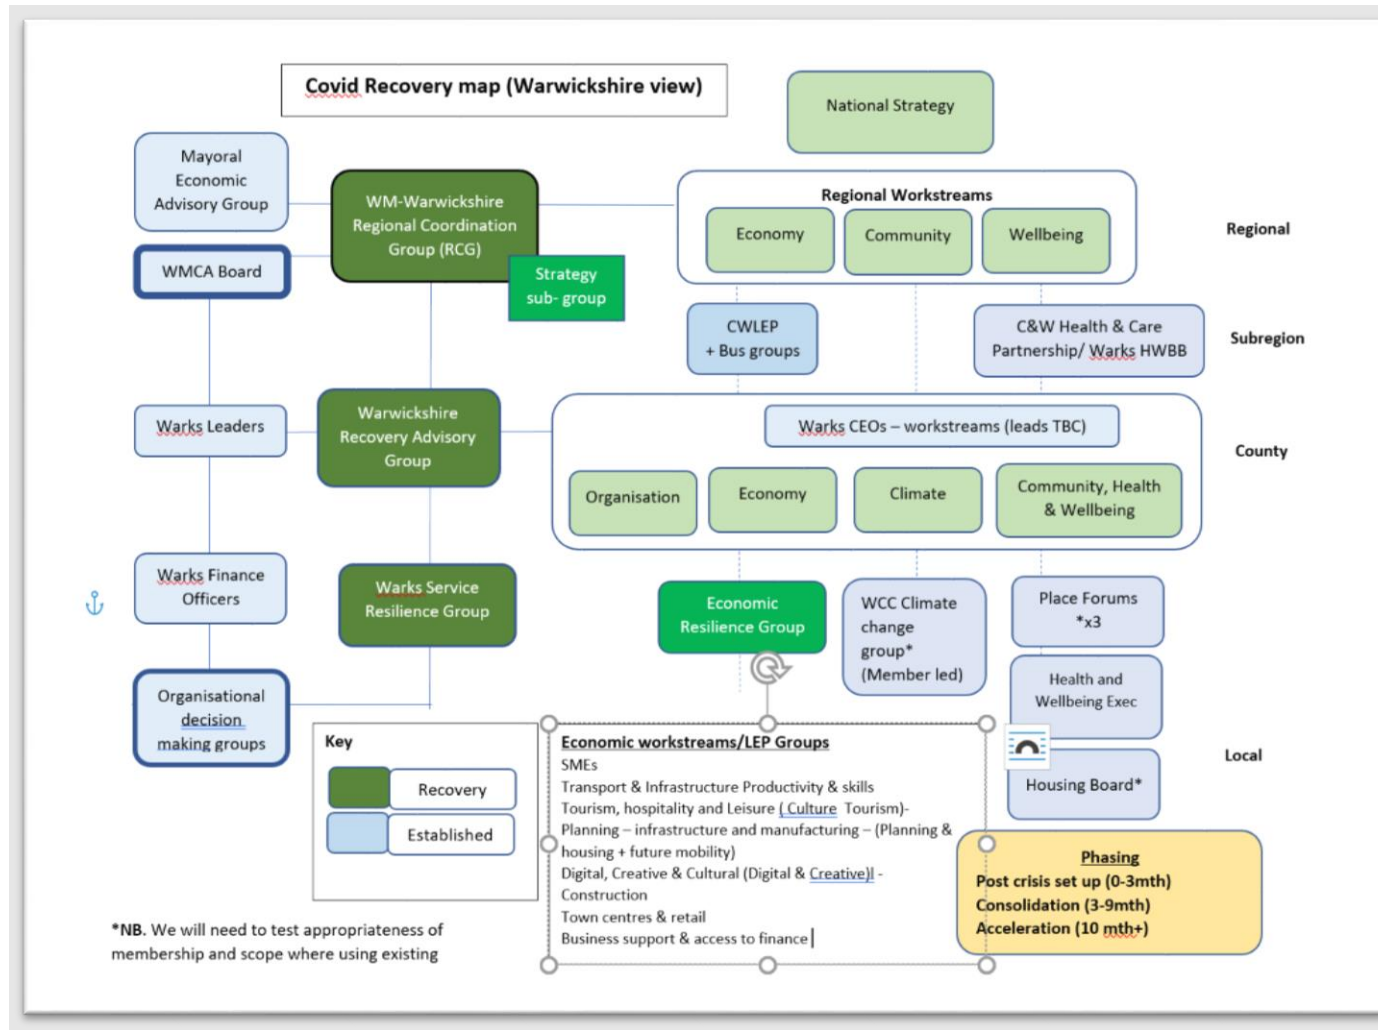 Covid Recovery map (Warwickshire view)
National Strategy
Mayoral
Economic
Advisory Group
WM-Warwickshire
Regional Coordination
Group (RCG)
Regional Workstreams
Economy
Community
Wellbeing
Regional
WMCA Board
Strategy
sub- group
CWLEP
+ Bus groups
C&W Health & Care
Partnership/ Warks HWBB
Subregion
Warks Leaders
Warwickshire
Recovery Advisory
Group
Warks CEOs – workstreams (leads TBC)
County
Organisation
Economy
Climate
Community, Health
& Wellbeing
Warks Finance
Officers
Warks Service
Resilience Group
Economic
Resilience Group
WCC Climate
change
group*
(Member led)
Place Forums
*x3
Health and
Wellbeing Exec
Organisational
decision
making groups
Housing Board*
Local
Key
Recovery
Established
Economic workstreams/LEP Groups
SMEs
Transport & Infrastructure Productivity & skills
Tourism, hospitality and Leisure ( Culture  Tourism)-
Planning – infrastructure and manufacturing – (Planning &
housing + future mobility)
Digital, Creative & Cultural (Digital & Creative)l -
Construction
Town centres & retail
Business support & access to finance
Phasing
Post crisis set up (0-3mth)
Consolidation (3-9mth)
Acceleration (10 mth+)
*NB. We will need to test appropriateness of
membership and scope where using existing